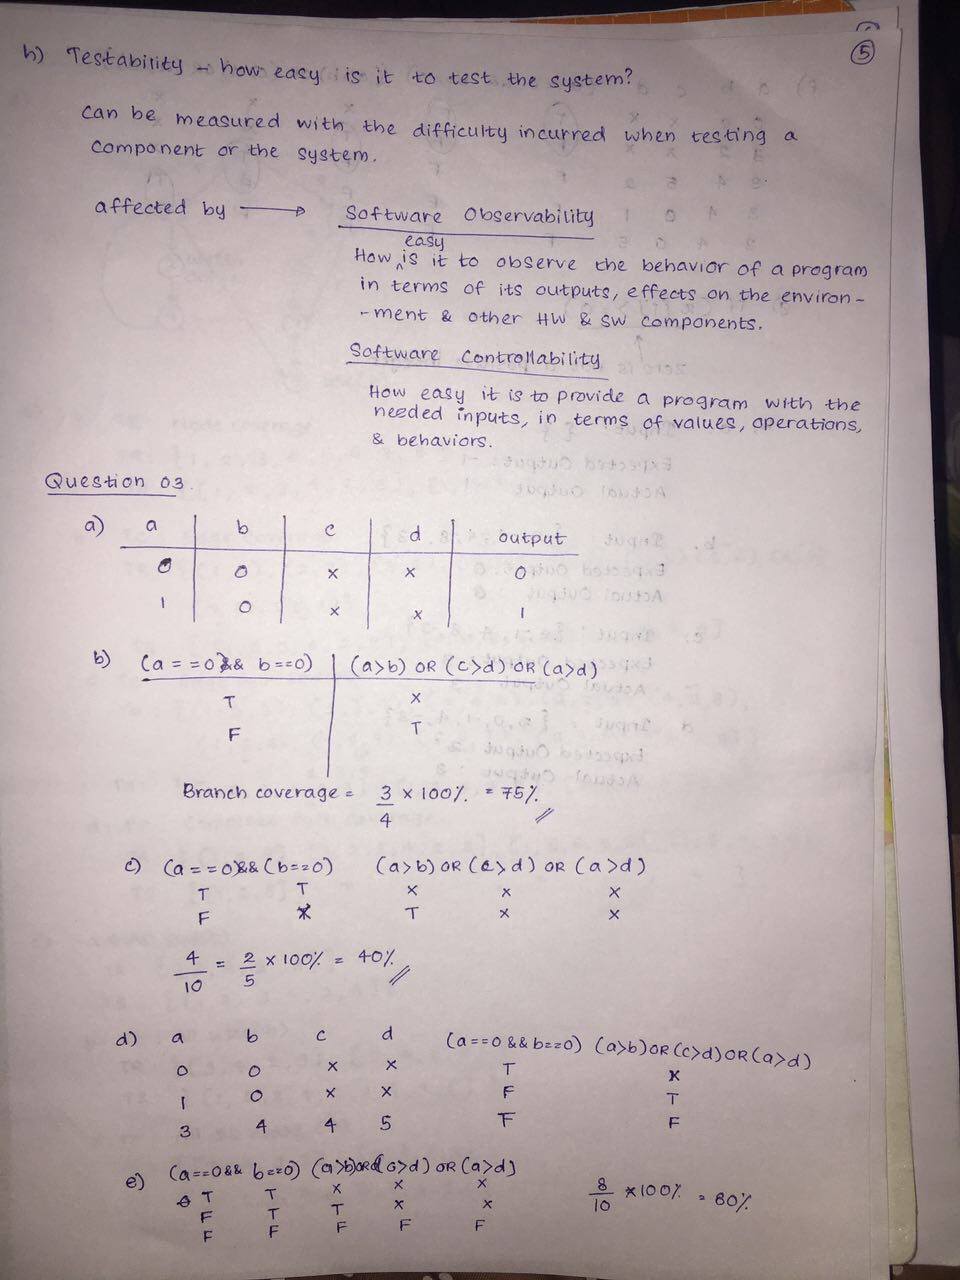 5
h) Testability - how easy is it to test the system?
can be measured with the difficulty incurred when testing a
component or the system.
affected by → Software Observability
easy
How ^ is it to observe the behavior of a program
in terms of its outputs, effects on the environ-
-ment & other HW & SW components.
Software Controllability
How easy it is to provide a program with the
needed inputs, in terms of values, operations,
& behaviors.
Question 03.
a) a b c d output
0 0 x x 0
1 0 x x 1
b) (a==0 && b==0) (a>b) OR (c>d) OR (a>d)
T x
F T
Branch coverage = 3/4 x 100% = 75%
c) (a==0)&&(b==0) (a>b) OR (c>d) OR (a>d)
T T x x x
F x T x x
4/10 = 2/5 x 100% = 40%
d) a b c d (a==0 && b==0) (a>b) OR (c>d) OR (a>d)
0 0 x x T x
1 0 x x F T
3 4 4 5 F F
e) (a==0 && b==0) (a>b) OR (c>d) OR (a>d)
T T x x x
F T T x x
F F F F F
8/10 x 100% = 80%